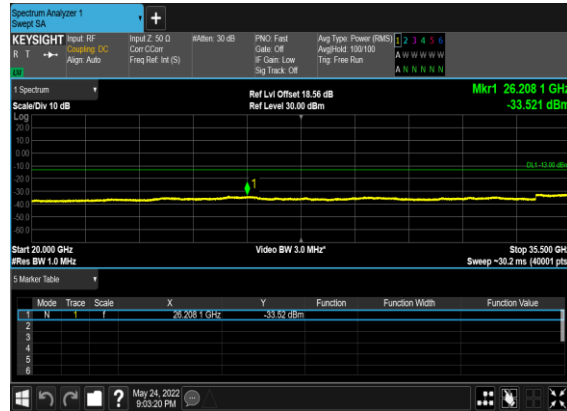 Spectrum Analyzer 1
Swept SA
+
KEYSIGHT Input: RF Input Z: 50 Ω #Atten: 30 dB PNO: Fast Avg Type: Power (RMS) 1 2 3 4 5 6
R T Coupling: DC Corr CCorr Gate: Off Avg|Hold: 100/100 A W W W W W
Align: Auto Freq Ref: Int (S) IF Gain: Low Trig: Free Run
Sig Track: Off A N N N N N
LXI
1 Spectrum Ref Lvl Offset 18.56 dB Mkr1 26.208 1 GHz
Scale/Div 10 dB Ref Level 30.00 dBm -33.521 dBm
Log
20.0
10.0
0.00
-10.0 DL1 -13.00 dBm
-20.0
-30.0 1
-40.0
-50.0
-60.0
Start 20.000 GHz Video BW 3.0 MHz* Stop 35.500 GHz
#Res BW 1.0 MHz Sweep ~30.2 ms (40001 pts)
5 Marker Table
Mode Trace Scale X Y Function Function Width Function Value
1 N 1 f 26.208 1 GHz -33.52 dBm
2
3
4
5
6
? May 24, 2022
9:03:20 PM